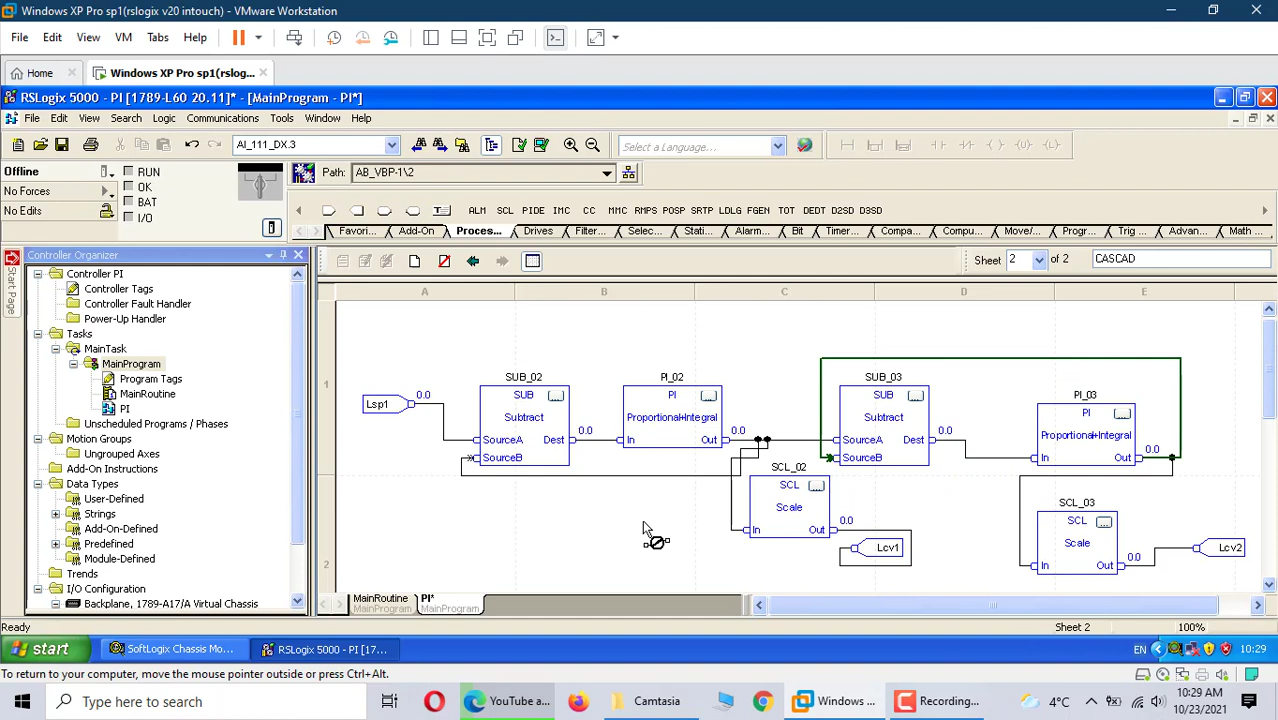 Windows XP Pro sp1(rslogix v20 intouch) - VMware Workstation
File Edit View VM Tabs Help
Home Windows XP Pro sp1(rslog...
RSLogix 5000 - PI [1789-L60 20.11]* - [MainProgram - PI*]
File Edit View Search Logic Communications Tools Window Help
AI_111_DX.3 Select a Language...
Offline RUN Path: AB_VBP-1\2
No Forces OK
BAT
No Edits I/O
ALM SCL PIDE IMC CC MMC RMPS POSP SRTP LDLG FGEN TOT DEDT D2SD D3SD
Favori... Add-On Proces... Drives Filter... Selec... Stati... Alarm... Bit Timer... Compa... Compu... Move/... Progr... Trig ... Advan... Math ...
Start Page
Controller Organizer
Controller PI
Controller Tags
Controller Fault Handler
Power-Up Handler
Tasks
MainTask
MainProgram
Program Tags
MainRoutine
PI
Unscheduled Programs / Phases
Motion Groups
Ungrouped Axes
Add-On Instructions
Data Types
User-Defined
Strings
Add-On-Defined
Predefined
Module-Defined
Trends
I/O Configuration
Backplane, 1789-A17/A Virtual Chassis
Sheet 2 of 2 CASCAD
A B C D E
1
2
Lsp1 0.0
SUB_02
SUB ...
Subtract
SourceA Dest 0.0
SourceB
PI_02
PI ...
Proportional+Integral
In Out 0.0
SUB_03
SUB ...
Subtract
SourceA Dest 0.0
SourceB
PI_03
PI ...
Proportional+Integral
In Out 0.0
SCL_02
SCL ...
Scale
In Out 0.0
Lcv1
SCL_03
SCL ...
Scale
In Out 0.0
Lcv2
MainRoutine PI*
MainProgram MainProgram
Ready Sheet 2 100%
start SoftLogix Chassis Mo... RSLogix 5000 - PI [17... EN 10:29
To return to your computer, move the mouse pointer outside or press Ctrl+Alt.
Type here to search YouTube a... Camtasia Windows ... Recording... 4°C 10:29 AM
10/23/2021